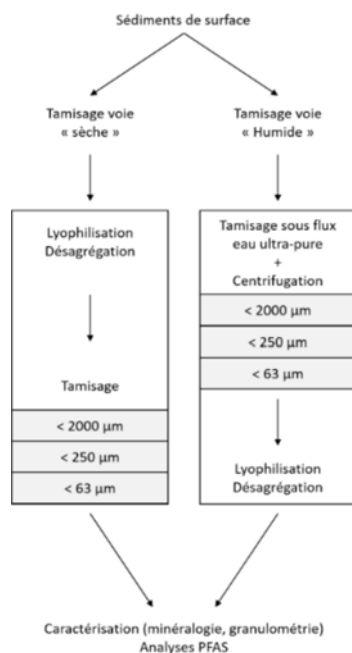 Sédiments de surface
Tamisage voie
« sèche »
Tamisage voie
« Humide »
Lyophilisation
Désagrégation
Tamisage
< 2000 µm
< 250 µm
< 63 µm
Tamisage sous flux
eau ultra-pure
+
Centrifugation
< 2000 µm
< 250 µm
< 63 µm
Lyophilisation
Désagrégation
Caractérisation (minéralogie, granulométrie)
Analyses PFAS